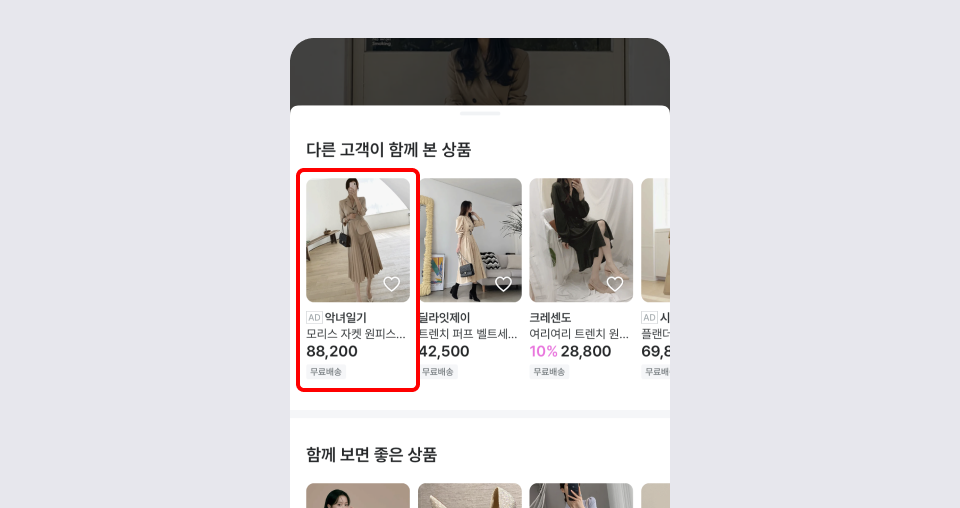 다른 고객이 함께 본 상품
AD 악녀일기
모리스 자켓 원피스...
88,200
무료배송
딜라잇제이
트렌치 퍼프 벨트세...
42,500
무료배송
크레센도
여리여리 트렌치 원...
10% 28,800
무료배송
AD
플랜더
69,8
무료배
함께 보면 좋은 상품